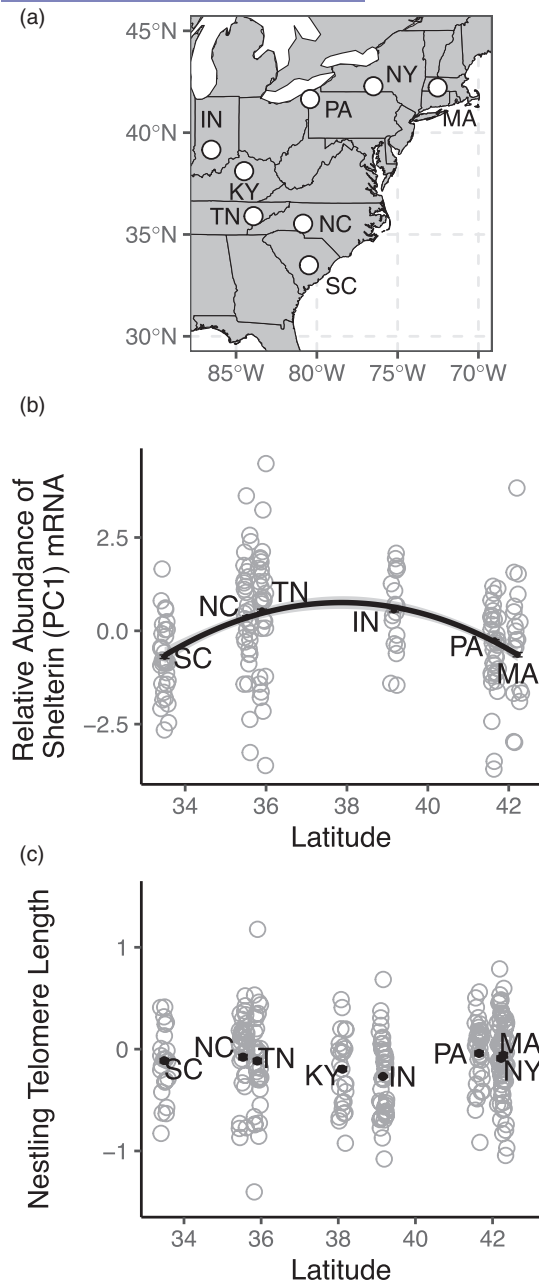 (a)
45°N
40°N
35°N
30°N
NY
PA
MA
IN
KY
TN
NC
SC
85°W 80°W 75°W 70°W
(b)
Relative Abundance of
Shelterin (PC1) mRNA
2.5
0.0
−2.5
SC
NC
TN
IN
PA
MA
34 36 38 40 42
Latitude
(c)
Nestling Telomere Length
1
0
−1
SC
NC
TN
KY
IN
PA
MA
NY
34 36 38 40 42
Latitude